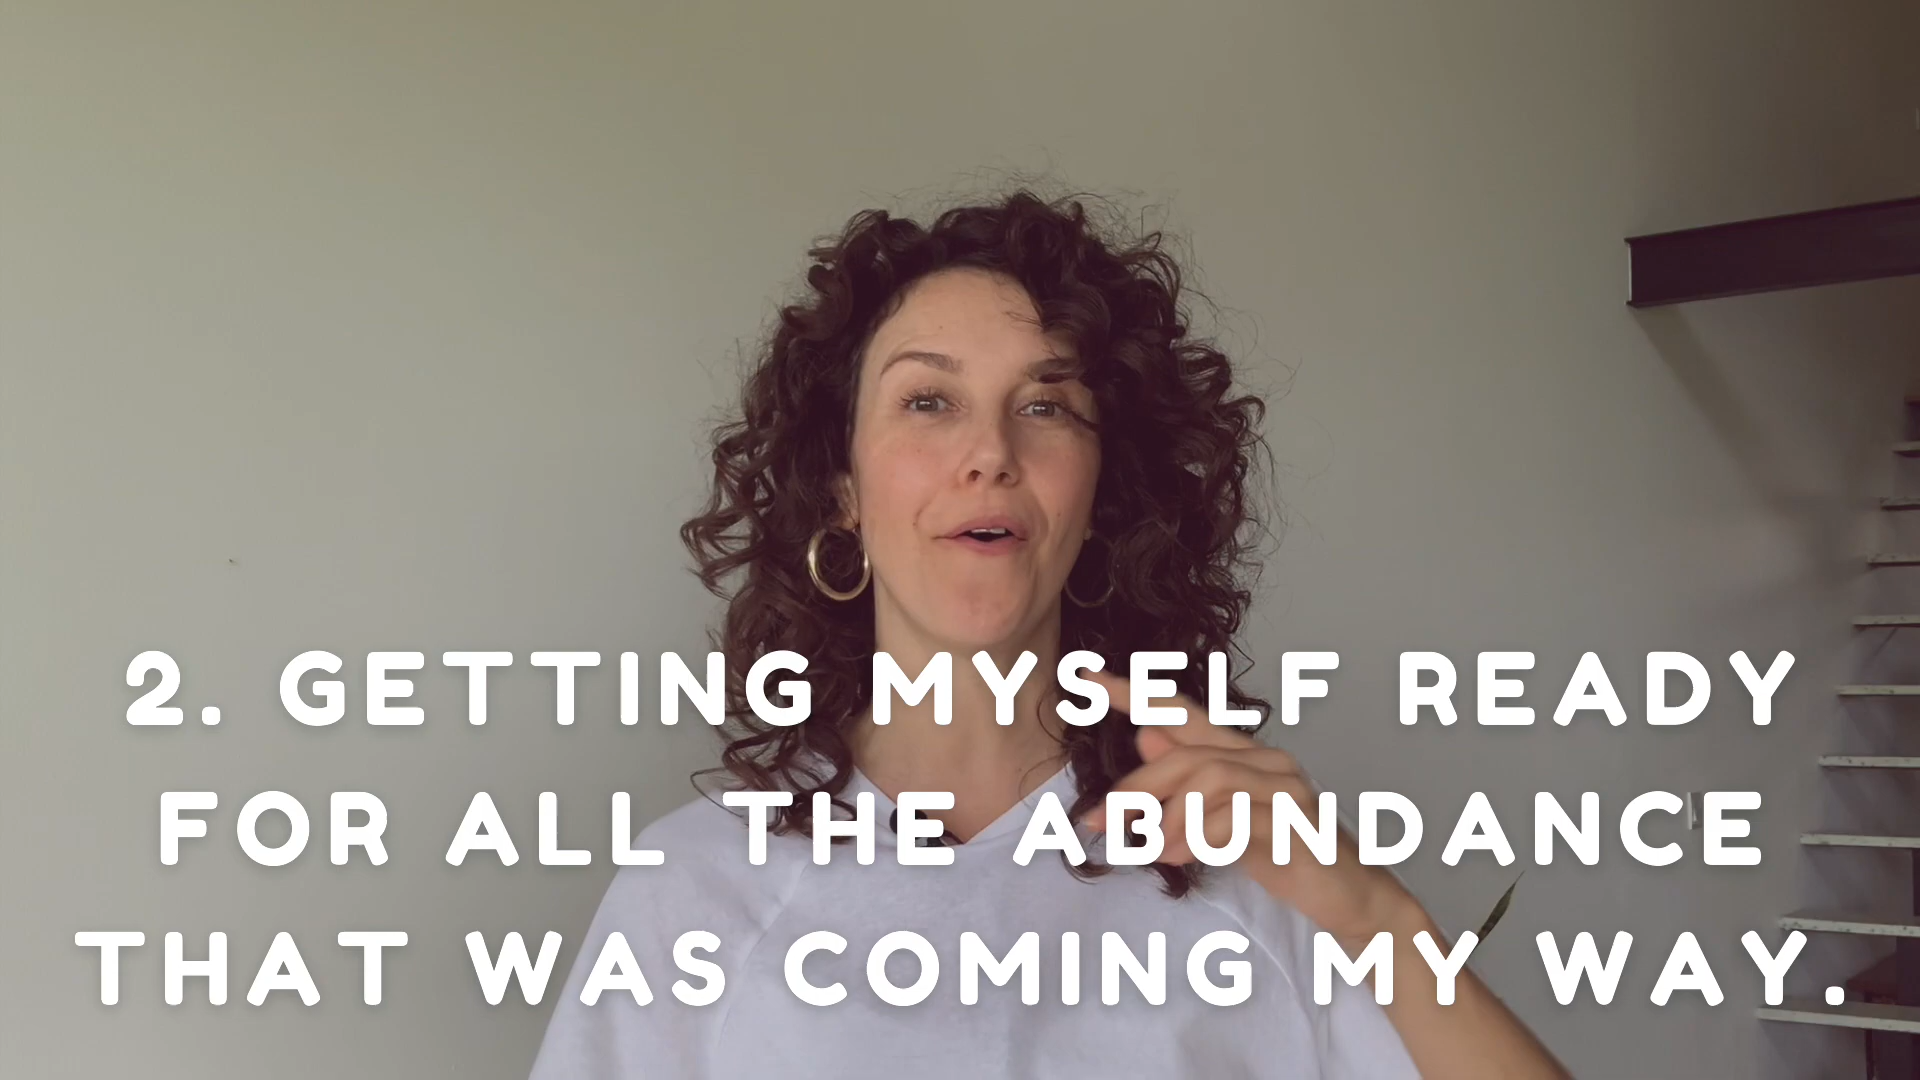 2. GETTING MYSELF READY
FOR ALL THE ABUNDANCE
THAT WAS COMING MY WAY.